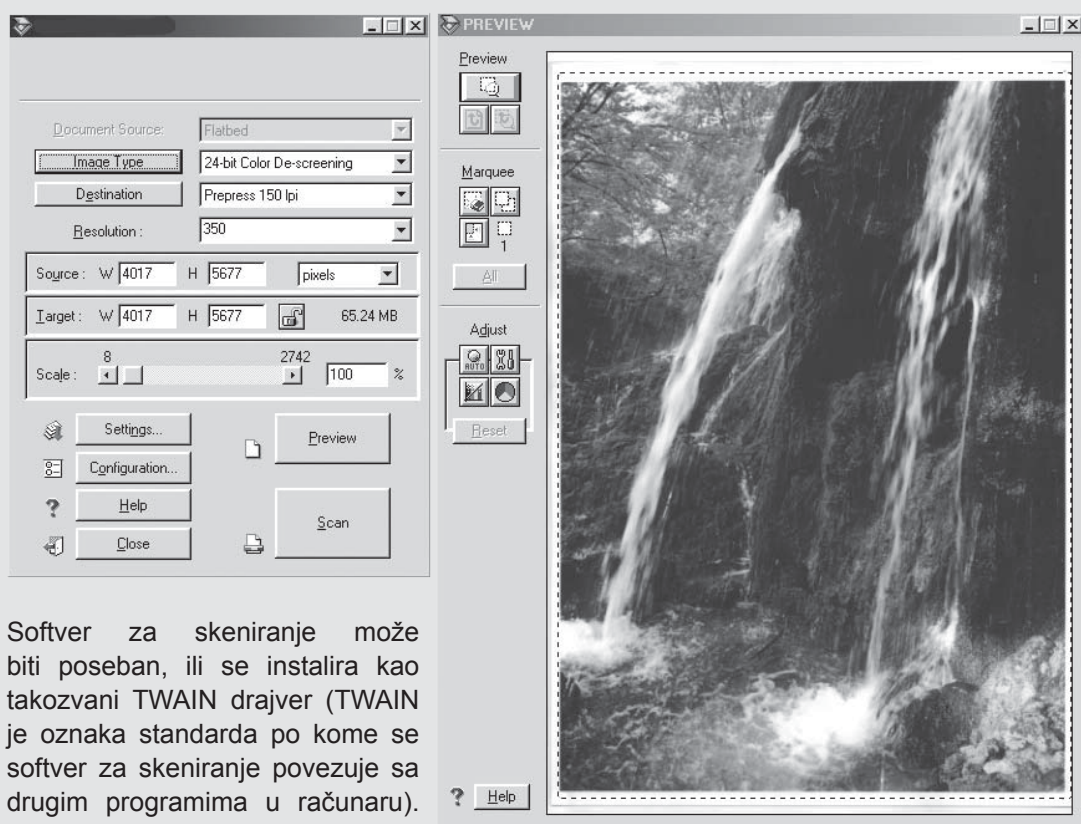 Document Source:
Flatbed
Image Type
24-bit Color De-screening
Destination
Prepress 150 lpi
Resolution :
350
Source : W 4017 H 5677 pixels
Target : W 4017 H 5677 65.24 MB
8 2742
Scale : 100 %
Settings...
Configuration...
Help
Close
Preview
Scan
PREVIEW
Preview
Marquee
1
All
Adjust
AUTO
Reset
? Help
Softver za skeniranje može
biti poseban, ili se instalira kao
takozvani TWAIN drajver (TWAIN
je oznaka standarda po kome se
softver za skeniranje povezuje sa
drugim programima u računaru).